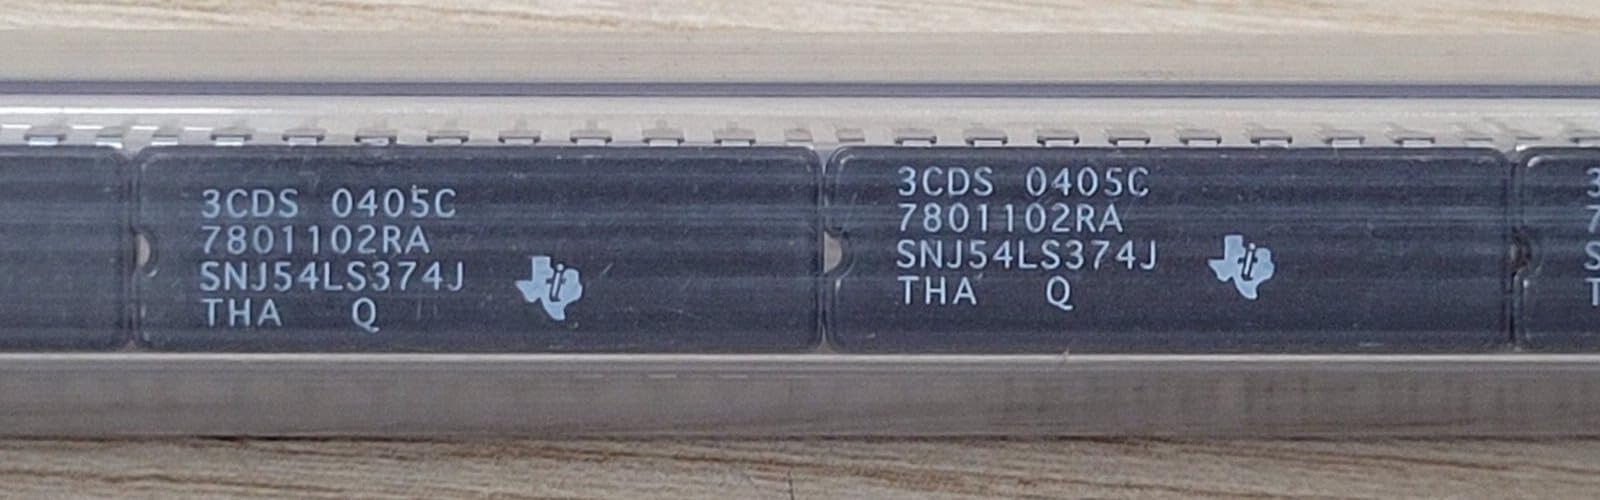 3CDS 0405C
7801102RA
SNJ54LS374J
THA Q
3CDS 0405C
7801102RA
SNJ54LS374J
THA Q